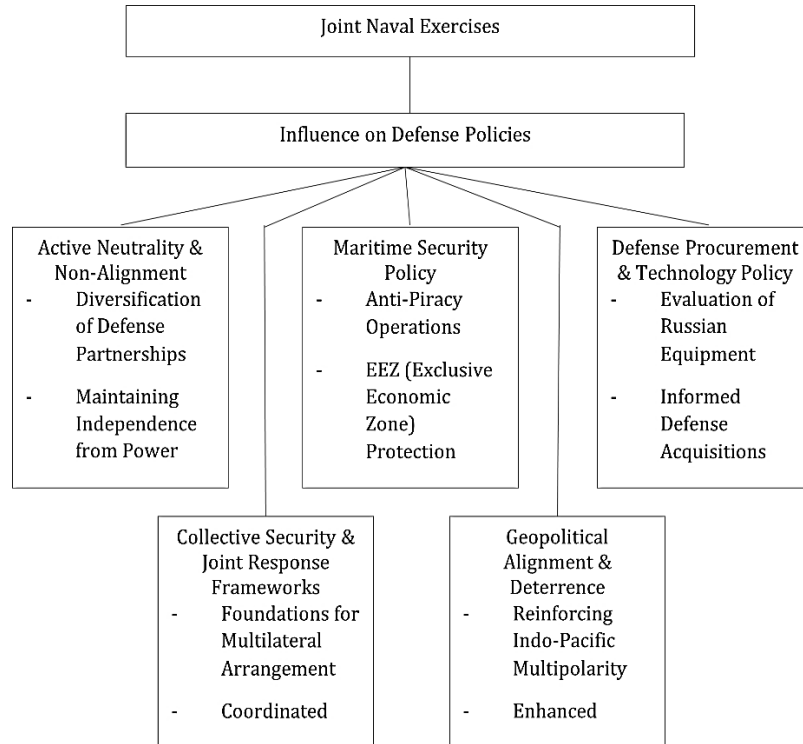 Joint Naval Exercises
Influence on Defense Policies
Active Neutrality &
Non-Alignment
- Diversification
of Defense
Partnerships
- Maintaining
Independence
from Power
Maritime Security
Policy
- Anti-Piracy
Operations
- EEZ (Exclusive
Economic
Zone)
Protection
Defense Procurement
& Technology Policy
- Evaluation of
Russian
Equipment
- Informed
Defense
Acquisitions
Collective Security &
Joint Response
Frameworks
- Foundations for
Multilateral
Arrangement
- Coordinated
Geopolitical
Alignment &
Deterrence
- Reinforcing
Indo-Pacific
Multipolarity
- Enhanced